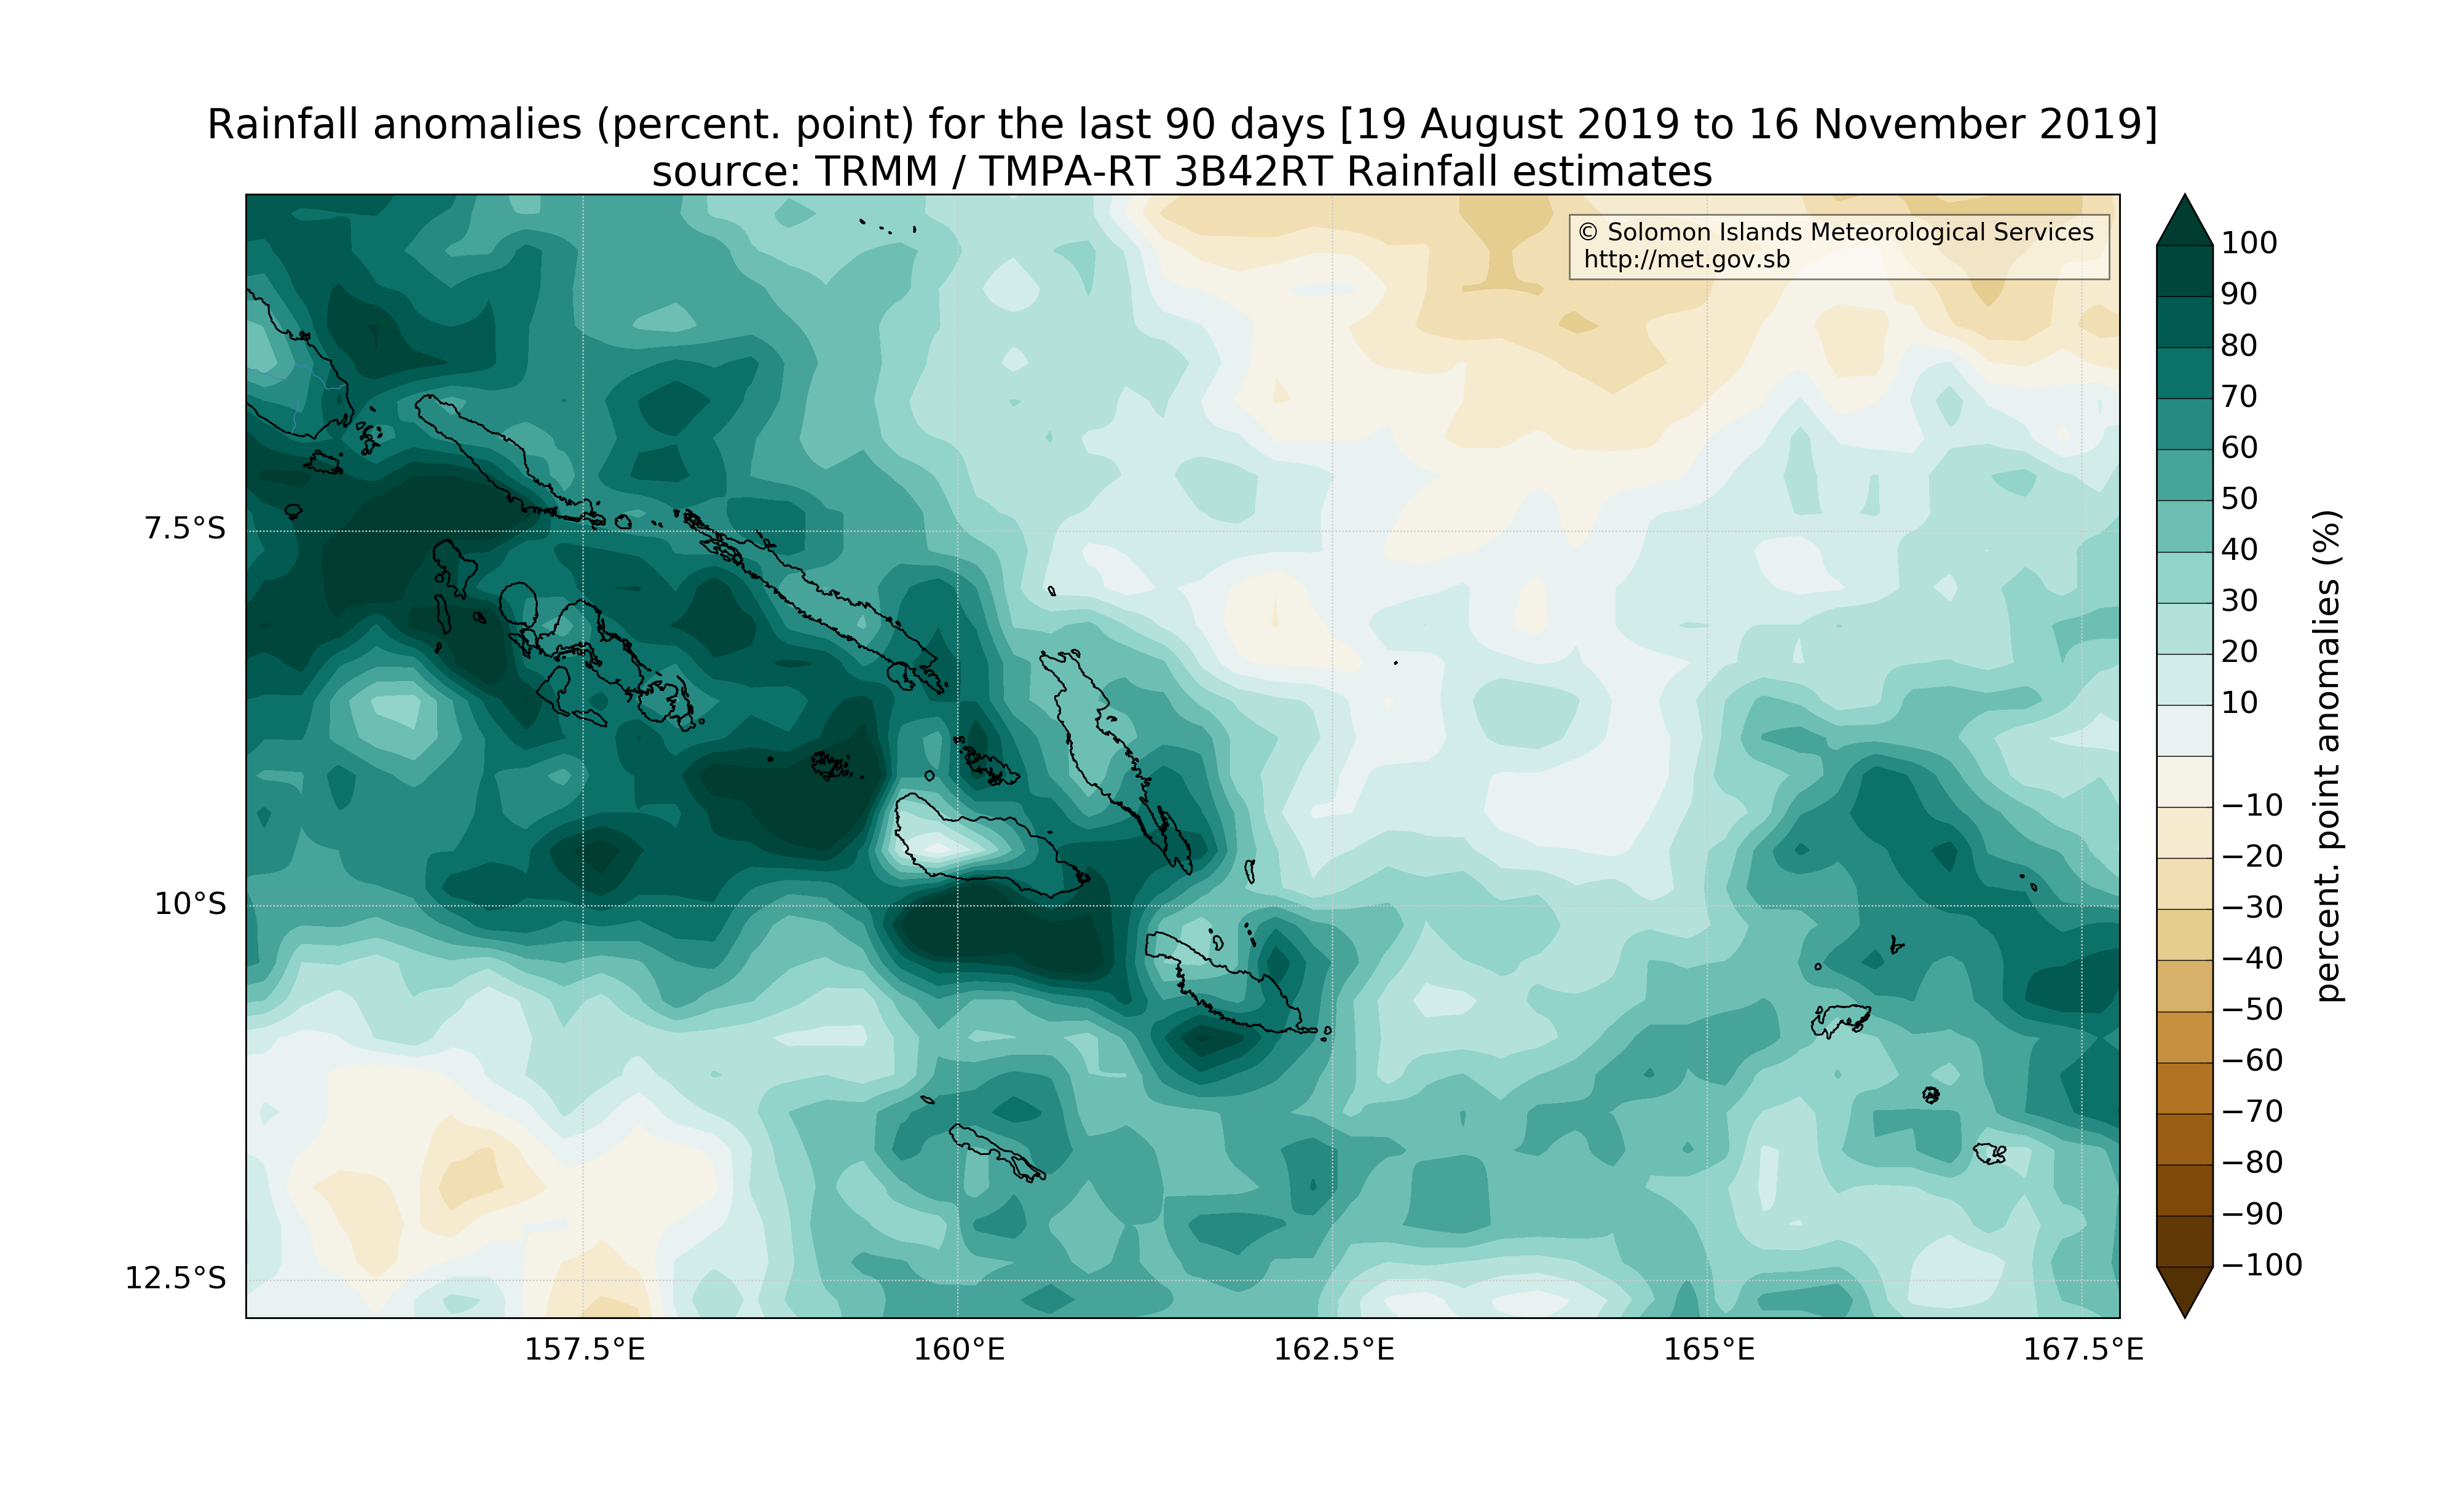 Rainfall anomalies (percent. point) for the last 90 days [19 August 2019 to 16 November 2019]
source: TRMM / TMPA-RT 3B42RT Rainfall estimates
© Solomon Islands Meteorological Services
http://met.gov.sb
7.5°S
10°S
12.5°S
157.5°E
160°E
162.5°E
165°E
167.5°E
100
90
80
70
60
50
40
30
20
10
−10
−20
−30
−40
−50
−60
−70
−80
−90
−100
percent. point anomalies (%)